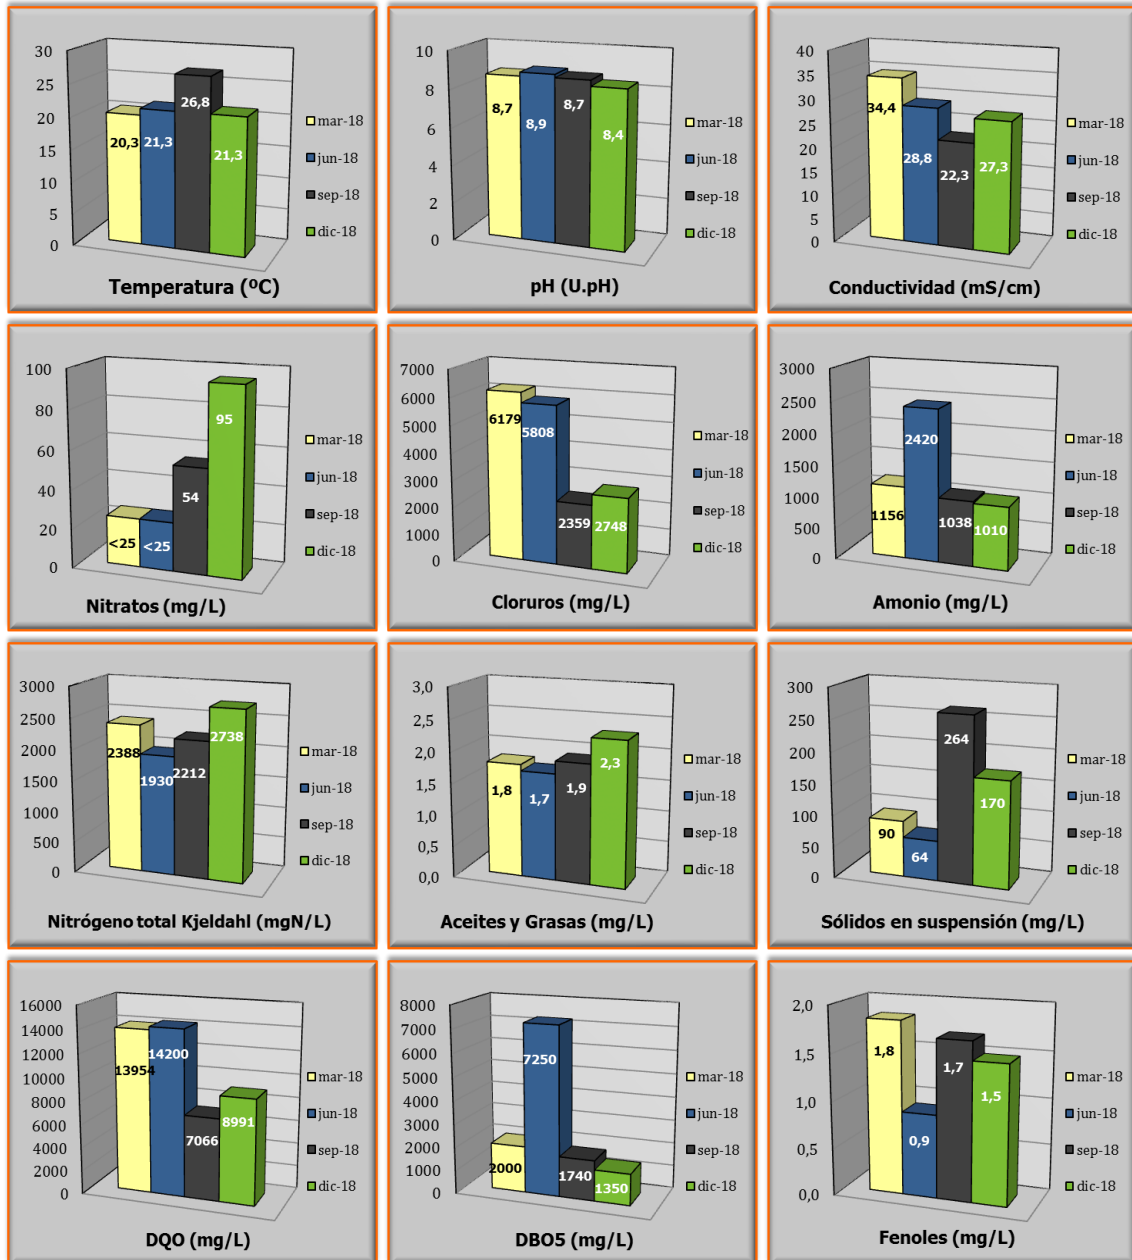 30
25
20
15
10
5
0
20,3
21,3
26,8
21,3
mar-18
jun-18
sep-18
dic-18
Temperatura (ºC)
10
8
6
4
2
0
8,7
8,9
8,7
8,4
mar-18
jun-18
sep-18
dic-18
pH (U.pH)
40
35
30
25
20
15
10
5
0
34,4
28,8
22,3
27,3
mar-18
jun-18
sep-18
dic-18
Conductividad (mS/cm)
100
80
60
40
20
0
<25
<25
54
95
mar-18
jun-18
sep-18
dic-18
Nitratos (mg/L)
7000
6000
5000
4000
3000
2000
1000
0
6179
5808
2359
2748
mar-18
jun-18
sep-18
dic-18
Cloruros (mg/L)
3000
2500
2000
1500
1000
500
0
1156
2420
1038
1010
mar-18
jun-18
sep-18
dic-18
Amonio (mg/L)
3000
2500
2000
1500
1000
500
0
2388
1930
2212
2738
mar-18
jun-18
sep-18
dic-18
Nitrógeno total Kjeldahl (mgN/L)
3,0
2,5
2,0
1,5
1,0
0,5
0,0
1,8
1,7
1,9
2,3
mar-18
jun-18
sep-18
dic-18
Aceites y Grasas (mg/L)
300
250
200
150
100
50
0
90
64
264
170
mar-18
jun-18
sep-18
dic-18
Sólidos en suspensión (mg/L)
16000
14000
12000
10000
8000
6000
4000
2000
0
13954
14200
7066
8991
mar-18
jun-18
sep-18
dic-18
DQO (mg/L)
8000
7000
6000
5000
4000
3000
2000
1000
0
2000
7250
1740
1350
mar-18
jun-18
sep-18
dic-18
DBO5 (mg/L)
2,0
1,5
1,0
0,5
0,0
1,8
0,9
1,7
1,5
mar-18
jun-18
sep-18
dic-18
Fenoles (mg/L)